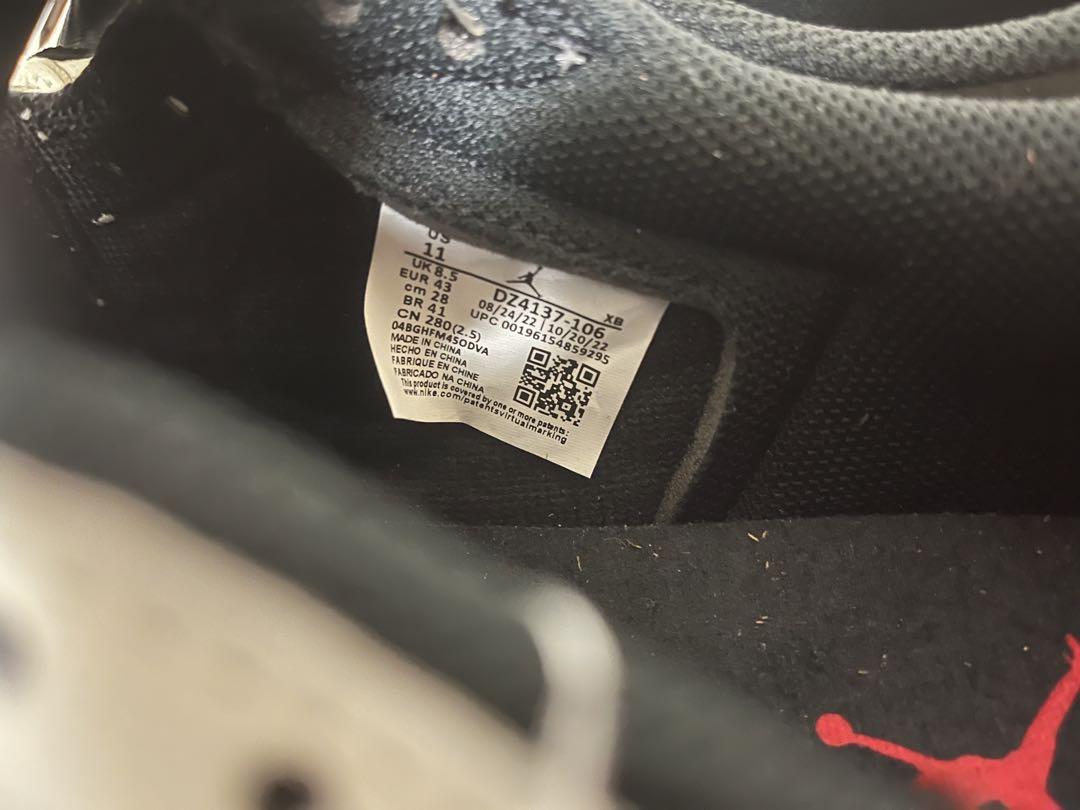 US
11
UK 8.5
EUR 43
cm 28
BR 41
CN 280(2.5)
XB
DZ4137-106
08/24/22 | 10/20/22
UPC 00196154859295
04BGHFM45ODVA
MADE IN CHINA
HECHO EN CHINA
FABRIQUE EN CHINE
FABRICADO NA CHINA
This product is covered by one or more patents:
www.nike.com/patentsvirtualmarking